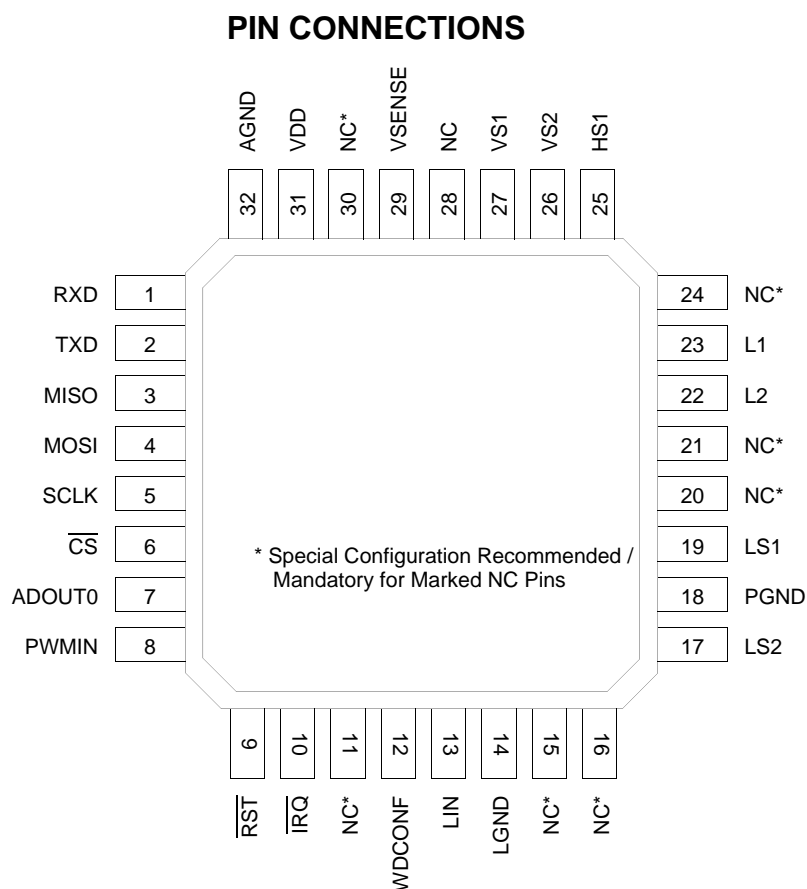 PIN CONNECTIONS
AGND
VDD
NC*
VSENSE
NC
VS1
VS2
HS1
32
31
30
29
28
27
26
25
RXD 1
TXD 2
MISO 3
MOSI 4
SCLK 5
C̅S̅ 6
ADOUT0 7
PWMIN 8
24 NC*
23 L1
22 L2
21 NC*
20 NC*
19 LS1
18 PGND
17 LS2
* Special Configuration Recommended /
Mandatory for Marked NC Pins
9
10
11
12
13
14
15
16
R̅S̅T̅
I̅R̅Q̅
NC*
WDCONF
LIN
LGND
NC*
NC*